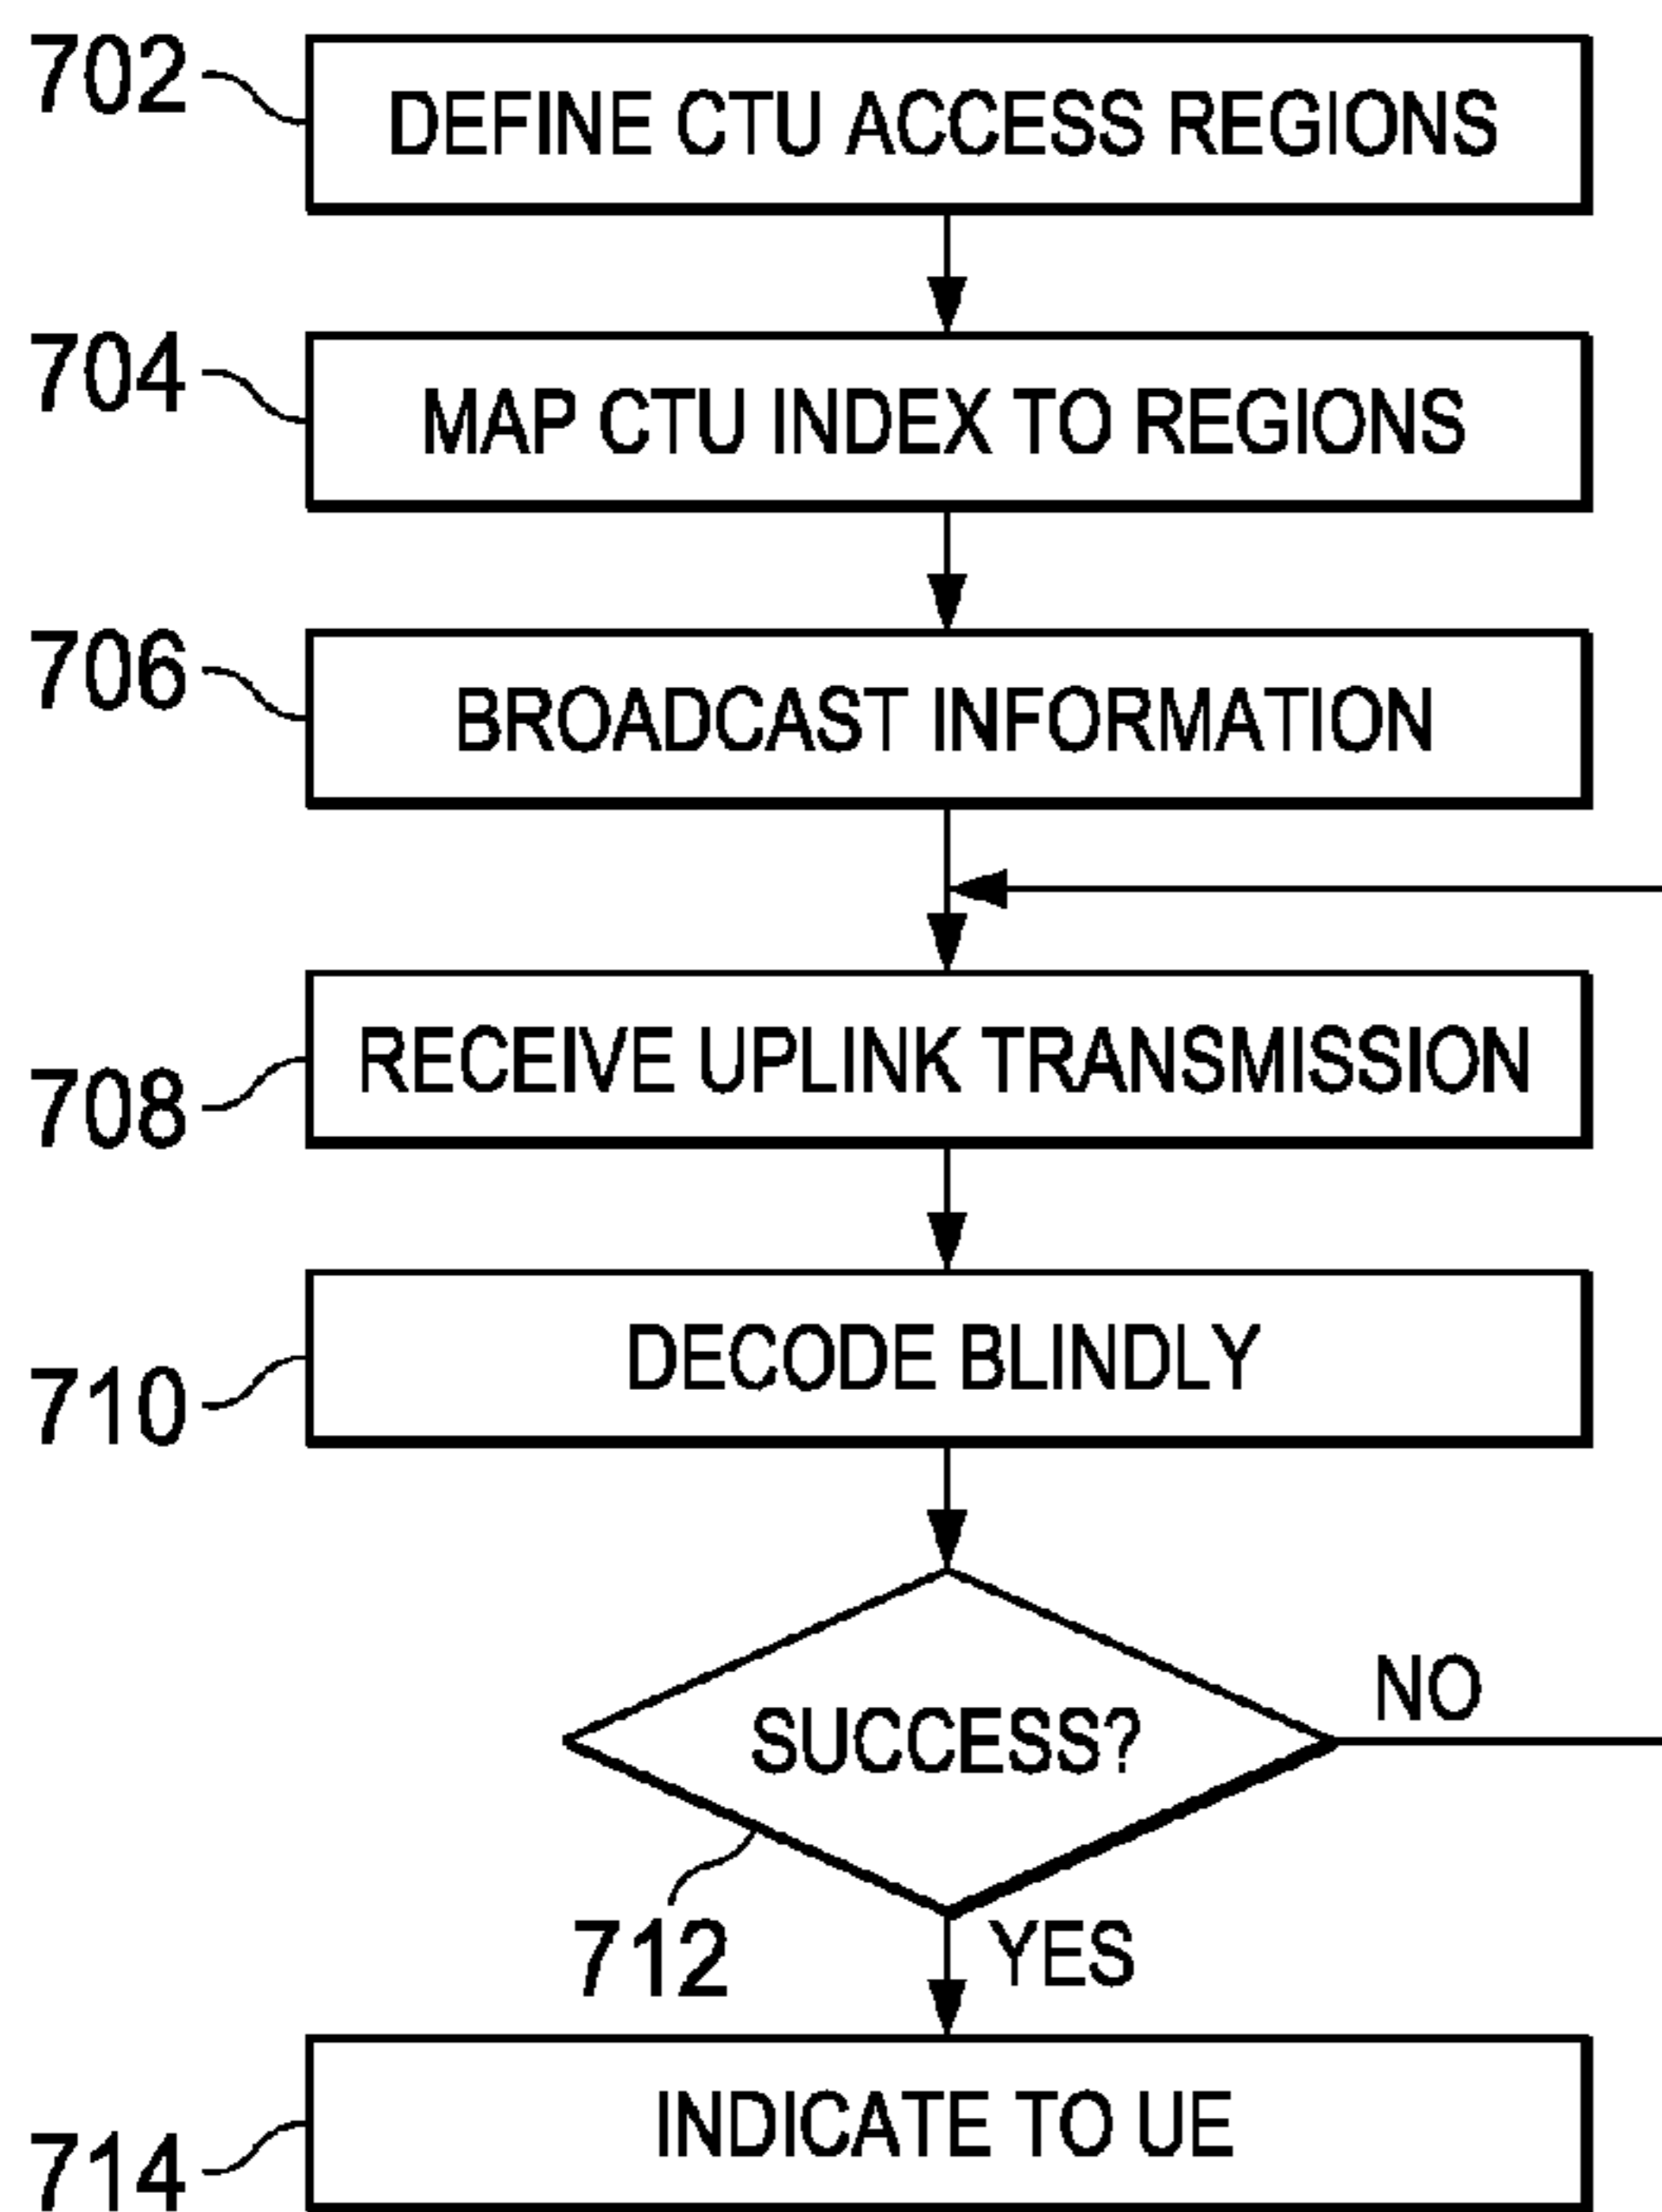 702
DEFINE CTU ACCESS REGIONS
704
MAP CTU INDEX TO REGIONS
706
BROADCAST INFORMATION
708
RECEIVE UPLINK TRANSMISSION
710
DECODE BLINDLY
SUCCESS?
NO
712
YES
714
INDICATE TO UE